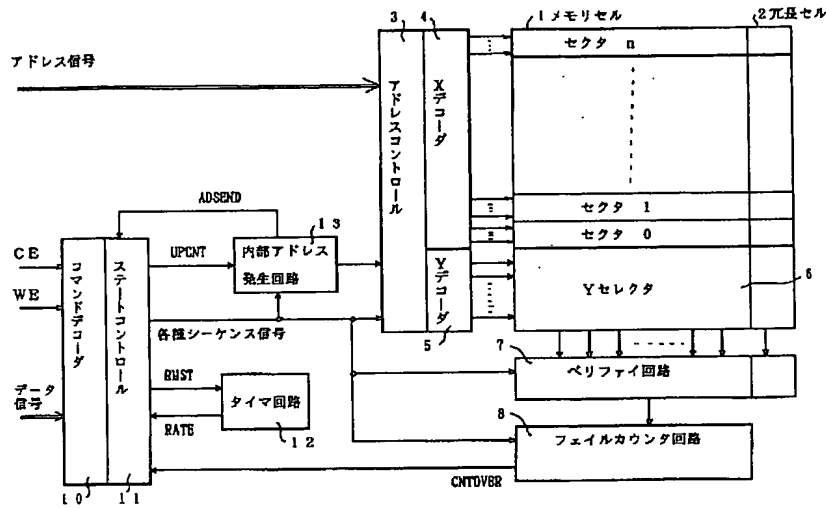 3
4
1メモリセル
2冗長セル
セクタ n
アドレス信号
アドレスコントロール
Xデコーダ
ADSEND
13
セクタ 1
セクタ 0
CE
WE
コマンドデコーダ
ステートコントロール
UPCNT
内部アドレス
発生回路
Yデコーダ
Yセレクタ
6
各種シーケンス信号
5
7
ベリファイ回路
データ
信号
BWST
タイマ回路
RATE
12
8
フェイルカウンタ回路
CNTOVER
10
11